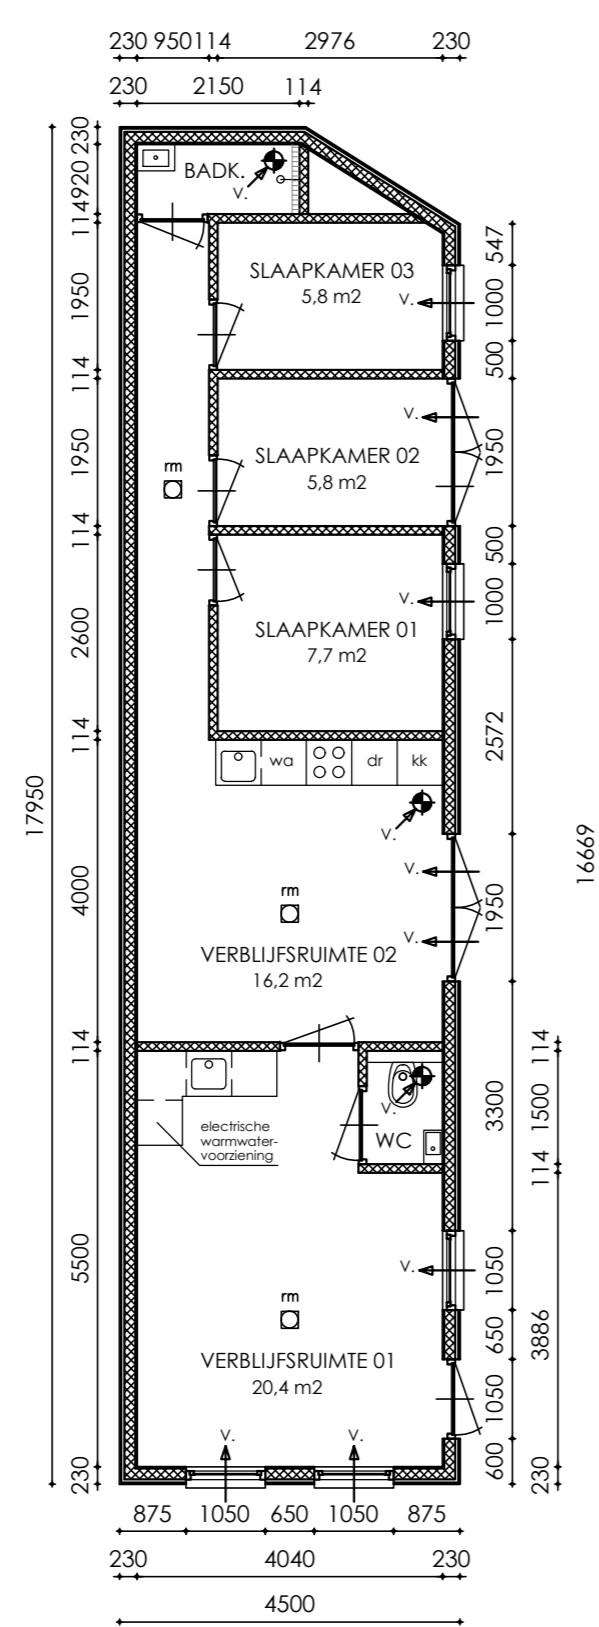 230 950 114 2976 230
230 2150 114
BADK.
v.
SLAAPKAMER 03
5,8 m2
v.
v.
SLAAPKAMER 02
5,8 m2
rm
v.
SLAAPKAMER 01
7,7 m2
wa dr kk
v.
v.
rm
v.
VERBLIJFSRUIMTE 02
16,2 m2
v.
WC
electrische
warmwater-
voorziening
v.
rm
VERBLIJFSRUIMTE 01
20,4 m2
v. v.
230
920
114
1950
114
1950
114
2600
114
4000
114
5500
230
17950
547
1000
500
1950
500
1000
2572
1950
3300
1050
650
1050
600
114
1500
114
3886
230
16669
875 1050 650 1050 875
230 4040 230
4500